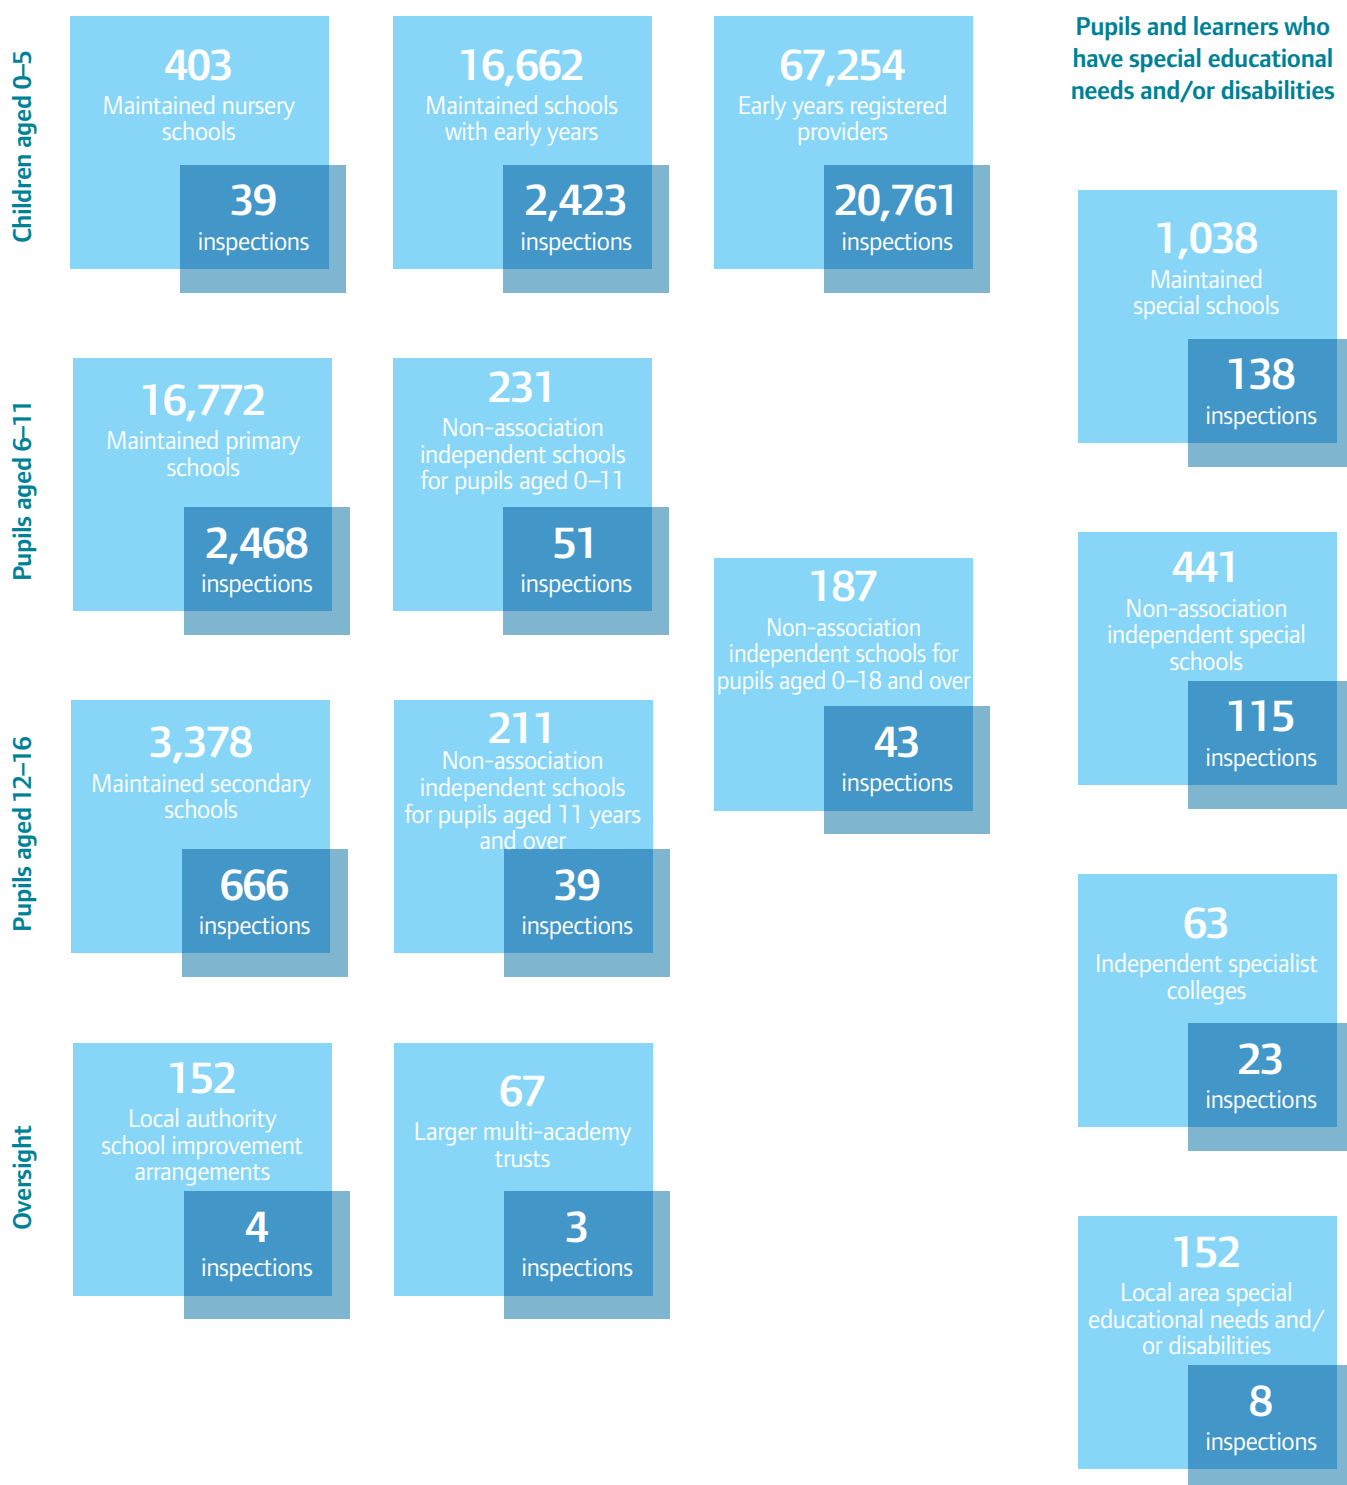 Children aged 0–5
403
Maintained nursery
schools
39
inspections
16,662
Maintained schools
with early years
2,423
inspections
67,254
Early years registered
providers
20,761
inspections
Pupils aged 6–11
16,772
Maintained primary
schools
2,468
inspections
231
Non-association
independent schools
for pupils aged 0–11
51
inspections
187
Non-association
independent schools for
pupils aged 0–18 and over
43
inspections
Pupils aged 12–16
3,378
Maintained secondary
schools
666
inspections
211
Non-association
independent schools
for pupils aged 11 years
and over
39
inspections
Oversight
152
Local authority
school improvement
arrangements
4
inspections
67
Larger multi-academy
trusts
3
inspections
Pupils and learners who
have special educational
needs and/or disabilities
1,038
Maintained
special schools
138
inspections
441
Non-association
independent special
schools
115
inspections
63
Independent specialist
colleges
23
inspections
152
Local area special
educational needs and/
or disabilities
8
inspections